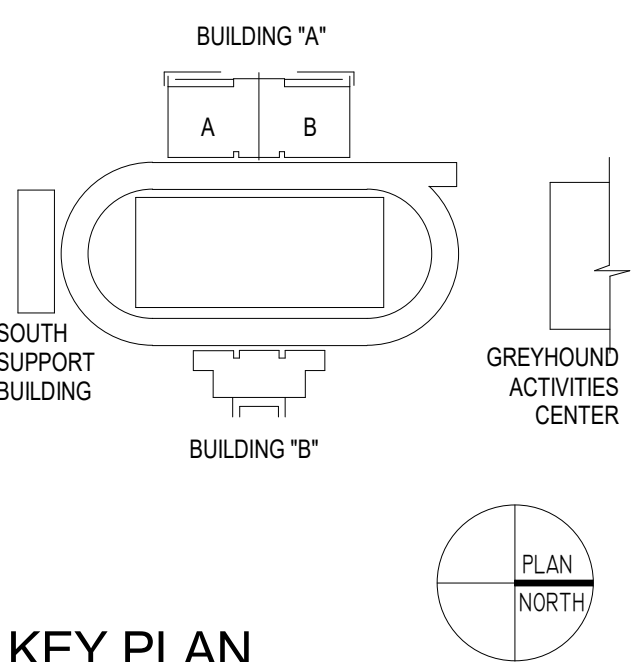 BUILDING "A"
A
B
SOUTH
SUPPORT
BUILDING
GREYHOUND
ACTIVITIES
CENTER
BUILDING "B"
PLAN
NORTH
KEY PLAN